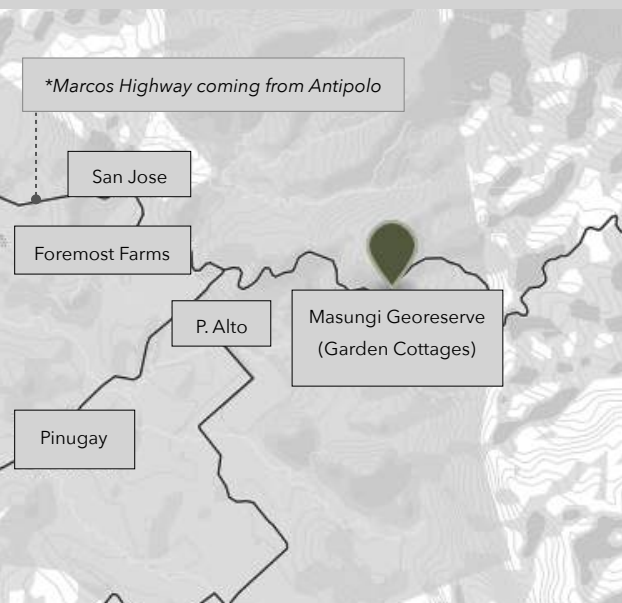 *Marcos Highway coming from Antipolo
San Jose
Foremost Farms
P. Alto
Masungi Georeserve
(Garden Cottages)
Pinugay